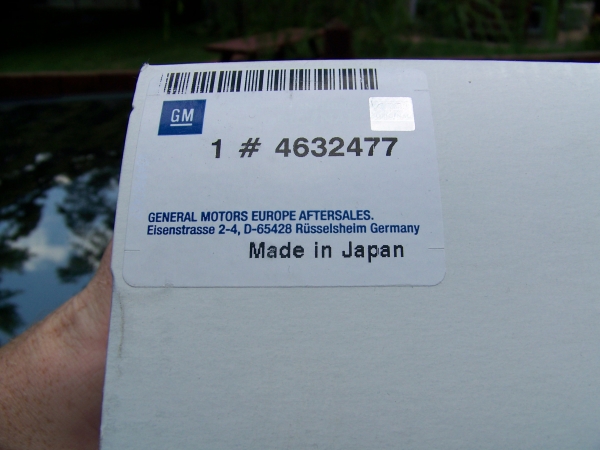 GM
1 # 4632477
GENERAL MOTORS EUROPE AFTERSALES.
Eisenstrasse 2-4, D-65428 Rüsselsheim Germany
Made in Japan